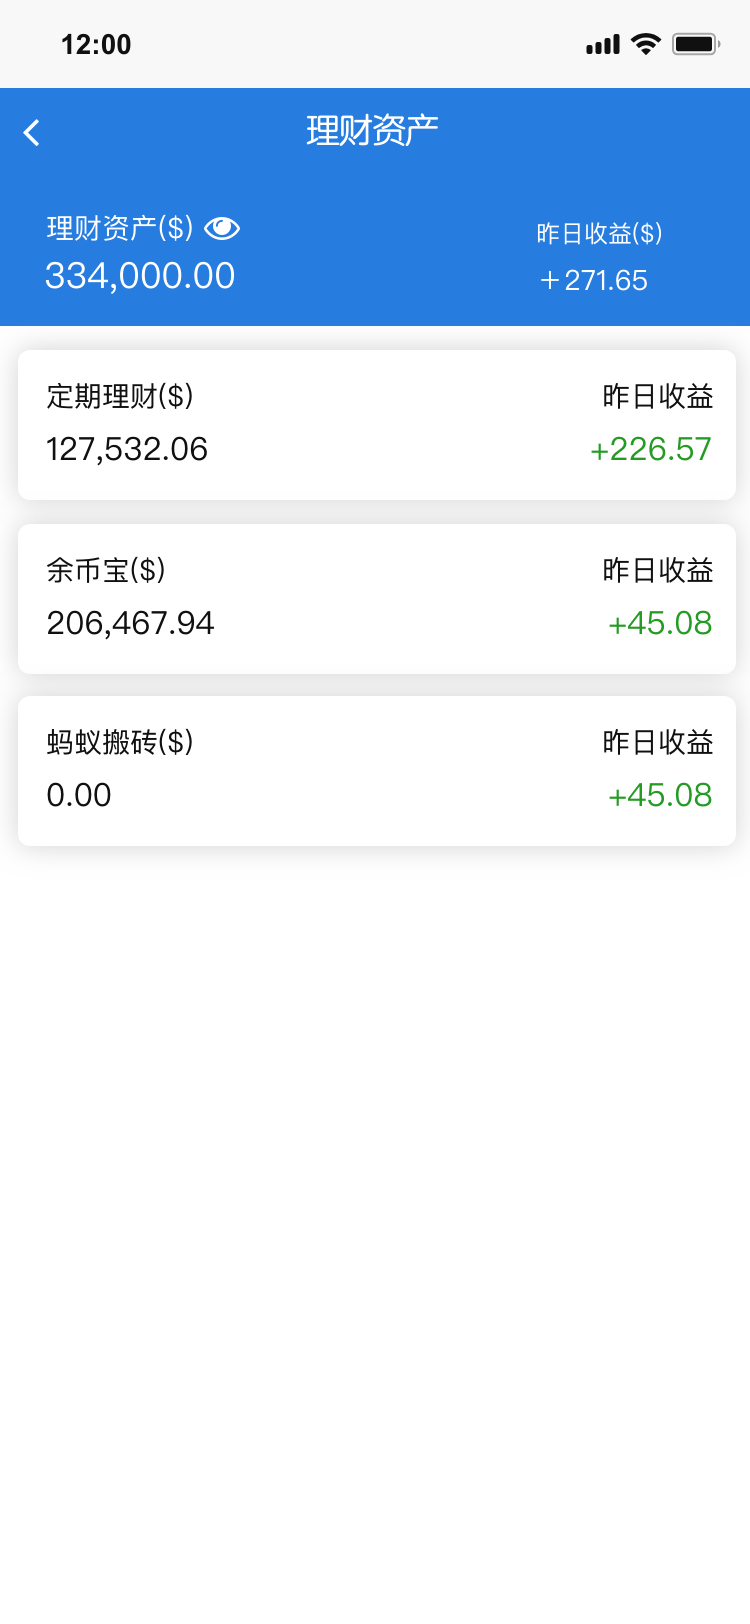 12:00
理财资产
理财资产($)
昨日收益($)
334,000.00
+271.65
定期理财($)
昨日收益
127,532.06
+226.57
余币宝($)
昨日收益
206,467.94
+45.08
蚂蚁搬砖($)
昨日收益
0.00
+45.08